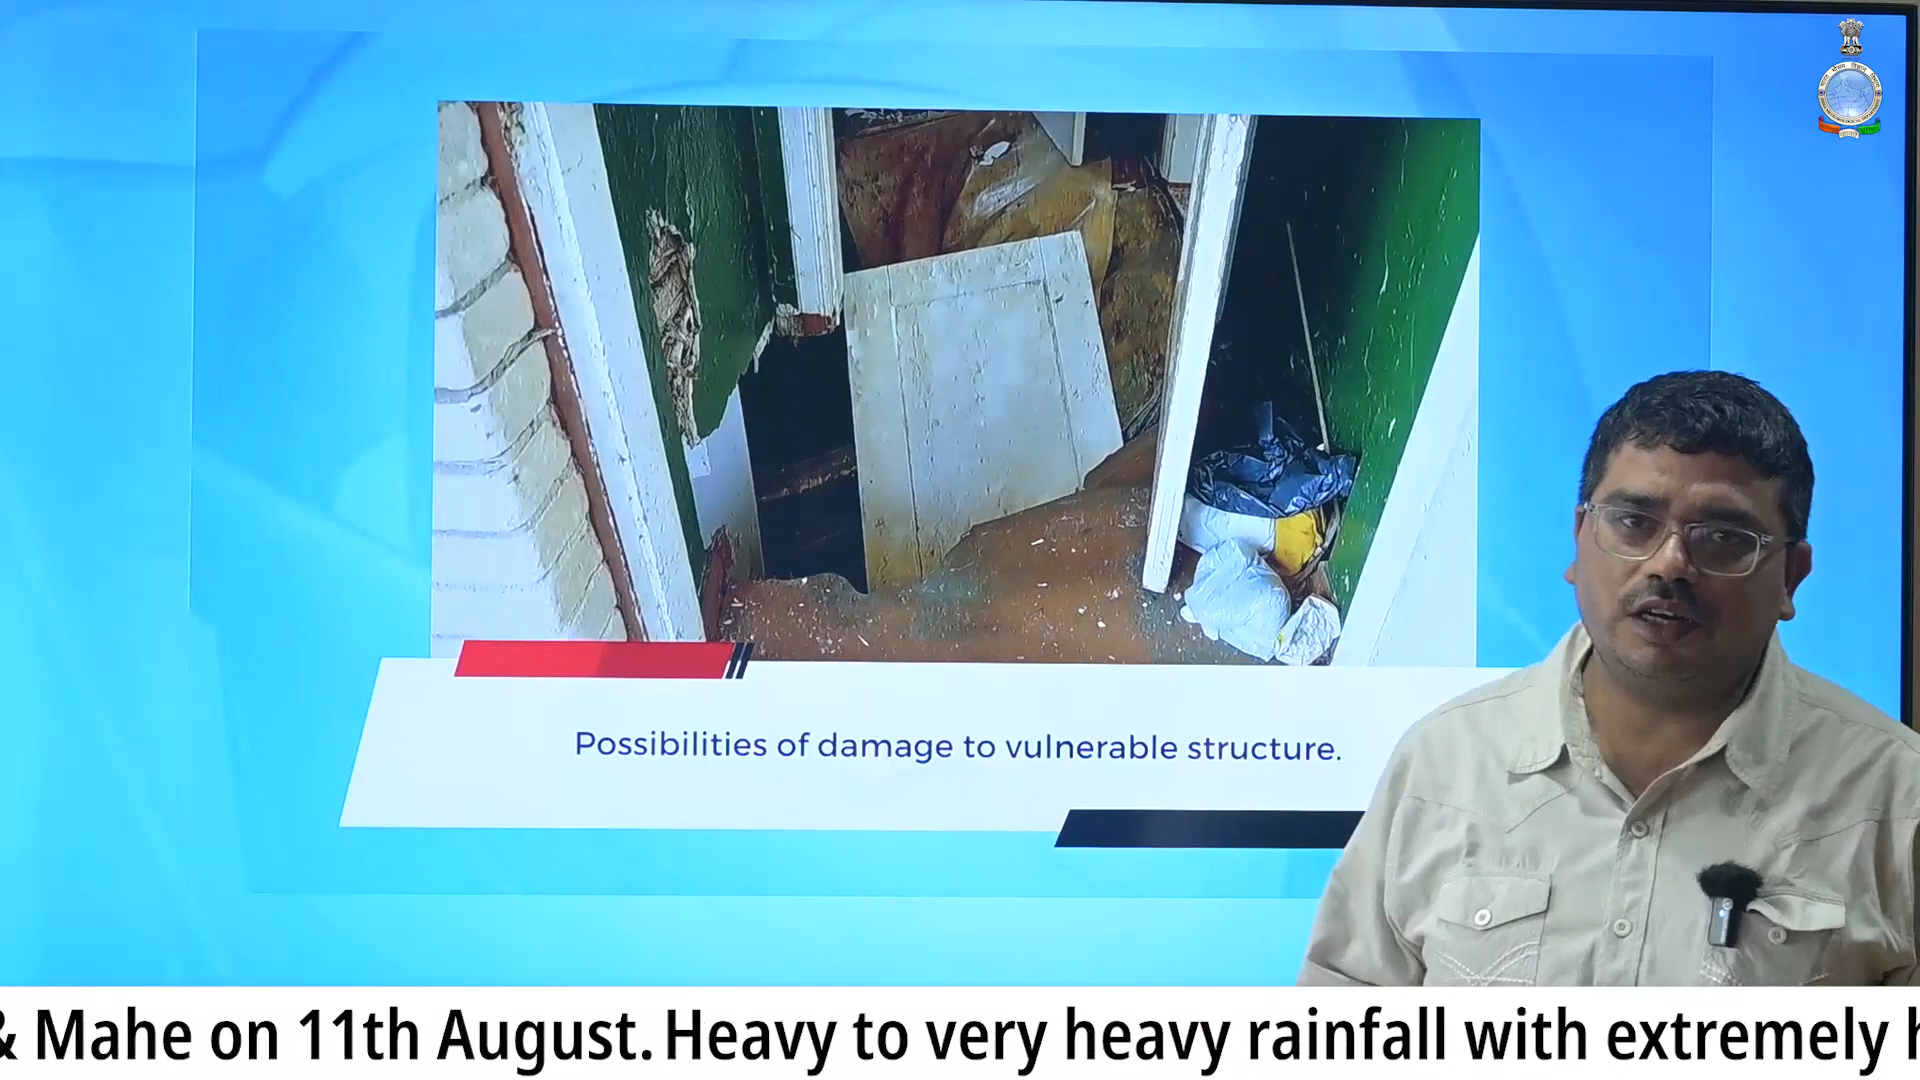 Possibilities of damage to vulnerable structure.
& Mahe on 11th August. Heavy to very heavy rainfall with extremely